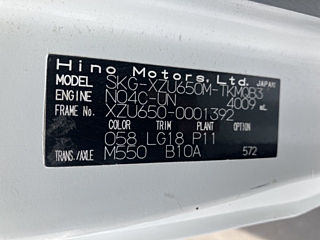 Hino Motors, Ltd. JAPAN
MODEL SKG-XZU650M-TKMQB3
ENGINE N04C-UN 4009 mL
FRAME NO. XZU650-0001392
COLOR TRIM PLANT OPTION
058 LG18 P11
TRANS/AXLE M550 B10A 572